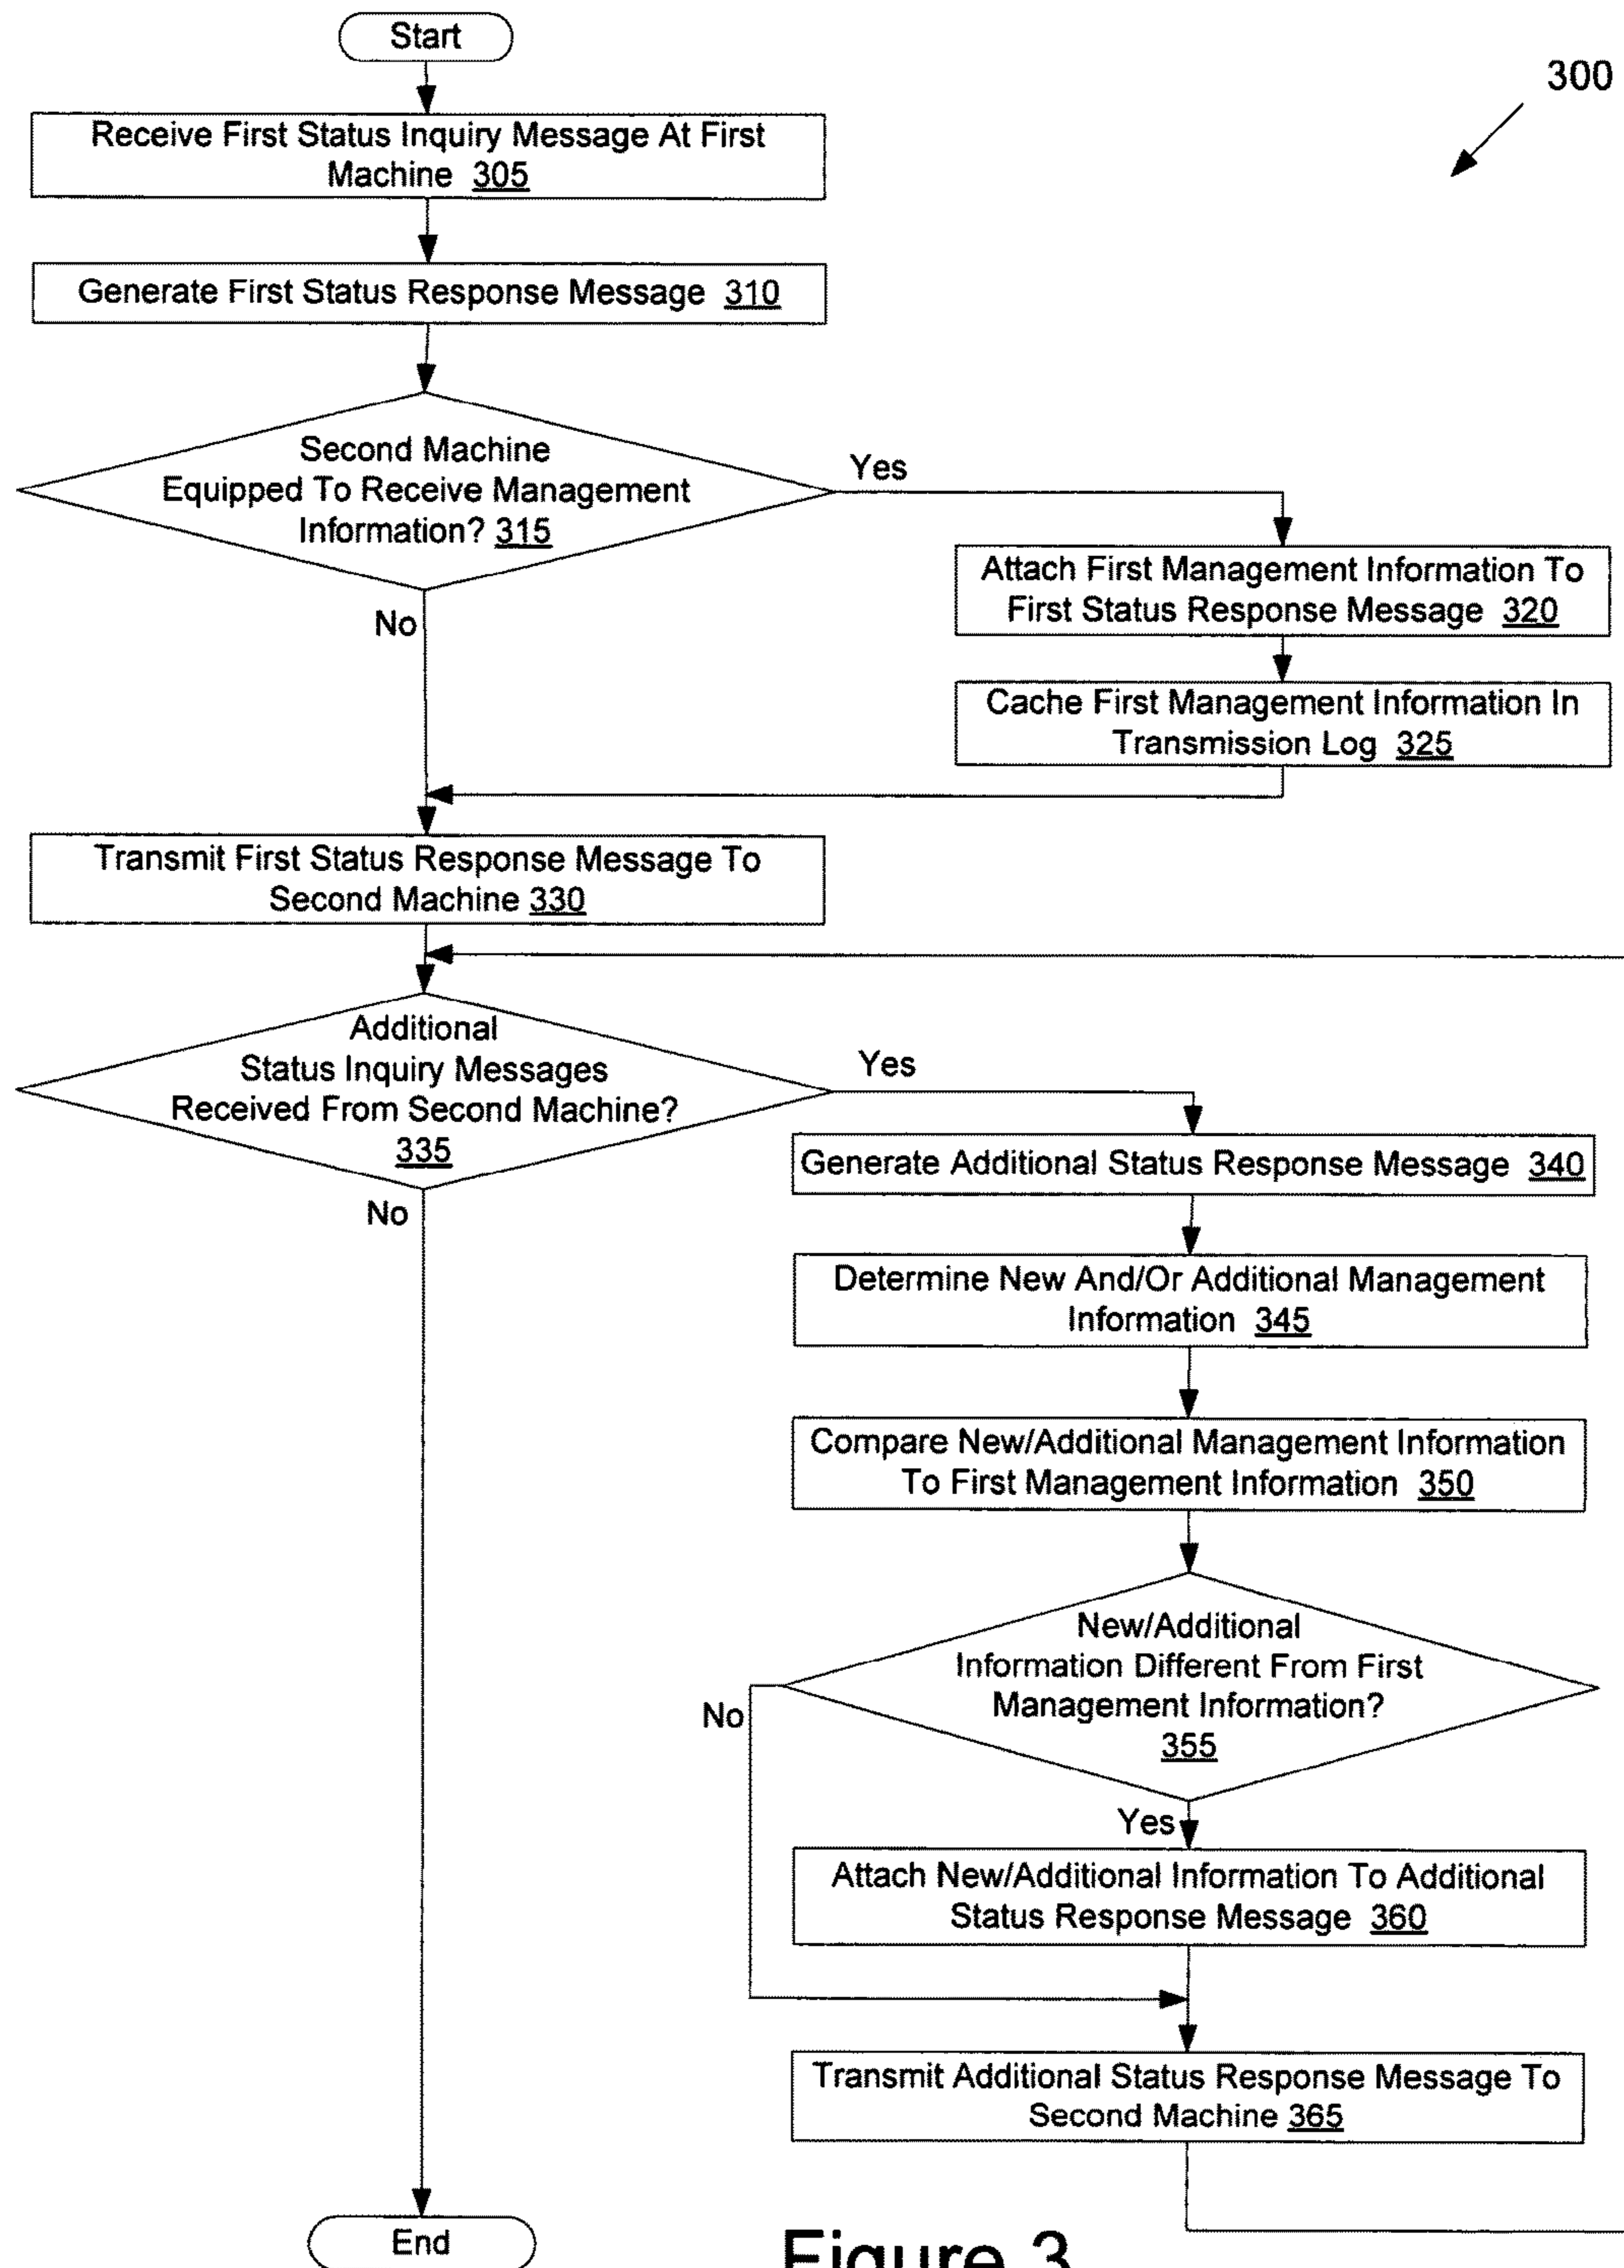 Start
300
Receive First Status Inquiry Message At First
Machine 305
Generate First Status Response Message 310
Second Machine
Equipped To Receive Management
Information? 315
Yes
No
Attach First Management Information To
First Status Response Message 320
Cache First Management Information In
Transmission Log 325
Transmit First Status Response Message To
Second Machine 330
Additional
Status Inquiry Messages
Received From Second Machine?
335
Yes
No
Generate Additional Status Response Message 340
Determine New And/Or Additional Management
Information 345
Compare New/Additional Management Information
To First Management Information 350
New/Additional
Information Different From First
Management Information?
355
No
Yes
Attach New/Additional Information To Additional
Status Response Message 360
Transmit Additional Status Response Message To
Second Machine 365
End
Figure 3